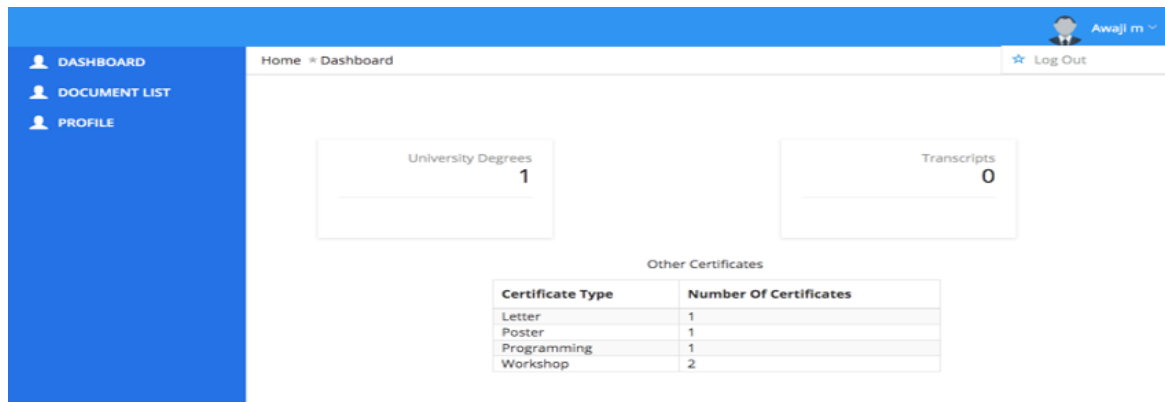 Awaji m
DASHBOARD
Home * Dashboard
Log Out
DOCUMENT LIST
PROFILE
University Degrees
1
Transcripts
0
Other Certificates
Certificate Type Number Of Certificates
Letter 1
Poster 1
Programming 1
Workshop 2